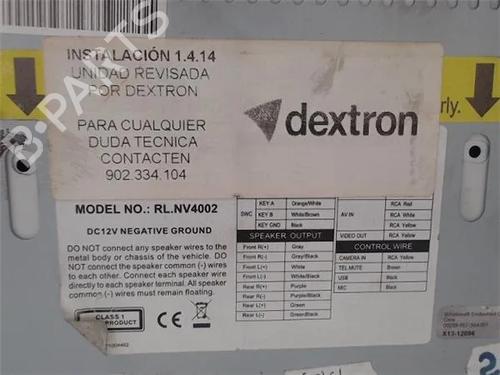 INSTALACIÓN 1.4.14
UNIDAD REVISADA
POR DEXTRON
PARA CUALQUIER
DUDA TECNICA
CONTACTEN
902.334.104
dextron
rly.
B-PARTS
MODEL NO.: RL.NV4002
DC12V NEGATIVE GROUND
DO NOT connect any speaker wires to the
metal body or chassis of the vehicle. DO
NOT connect the speaker common (-) wires
to each other. Connect each speaker wire
directly to each speaker terminal. All speaker
common (-) wires must remain floating.
CLASS 1
PRODUCT
SWC KEY A Orange/White
KEY B White/Brown
KEY GND Black
SPEAKER OUTPUT
Front R(+) Gray
Front R(-) Gray/Black
Front L(+) White
Front L(-) White/Black
Rear R(+) Purple
Rear R(-) Purple/Black
Rear L(+) Green
Rear L(-) Green/Black
AV IN RCA Red
RCA White
RCA Yellow
VIDEO OUT RCA Yellow
CONTROL WIRE
CAMERA IN RCA Yellow
TEL MUTE Brown
USB Black
MIC Black
X13-12096
2